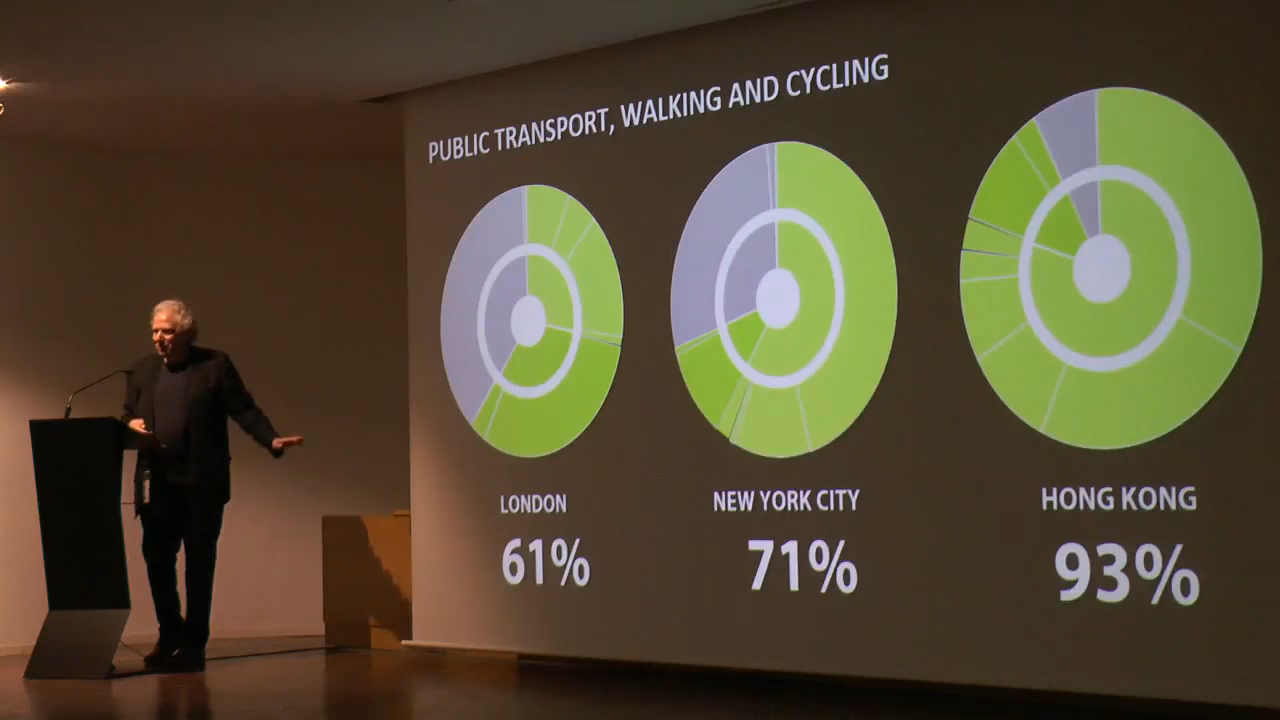 PUBLIC TRANSPORT, WALKING AND CYCLING
LONDON
61%
NEW YORK CITY
71%
HONG KONG
93%